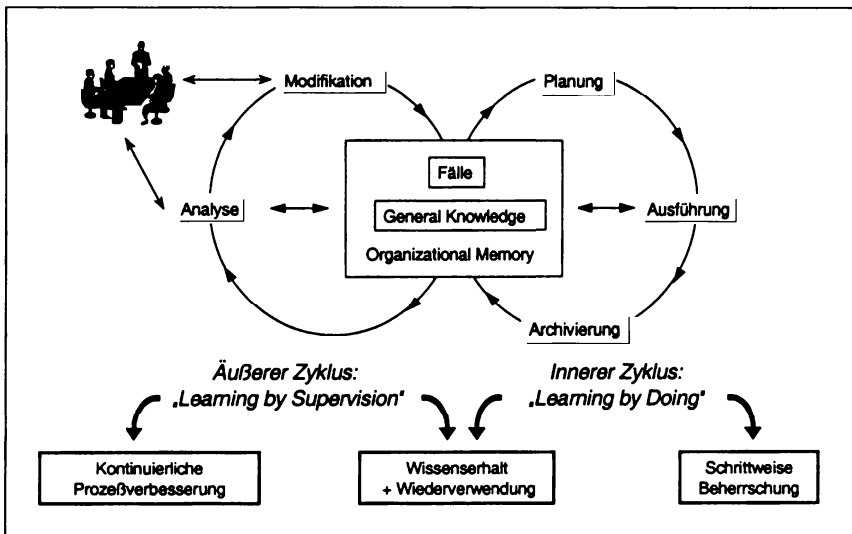 Modifikation
Planung
Fälle
Analyse
General Knowledge
Ausführung
Organizational Memory
Archivierung
Äußerer Zyklus:
„Learning by Supervision"
Innerer Zyklus:
„Learning by Doing"
Kontinuierliche
Prozeßverbesserung
Wissenserhalt
+ Wiederverwendung
Schrittweise
Beherrschung